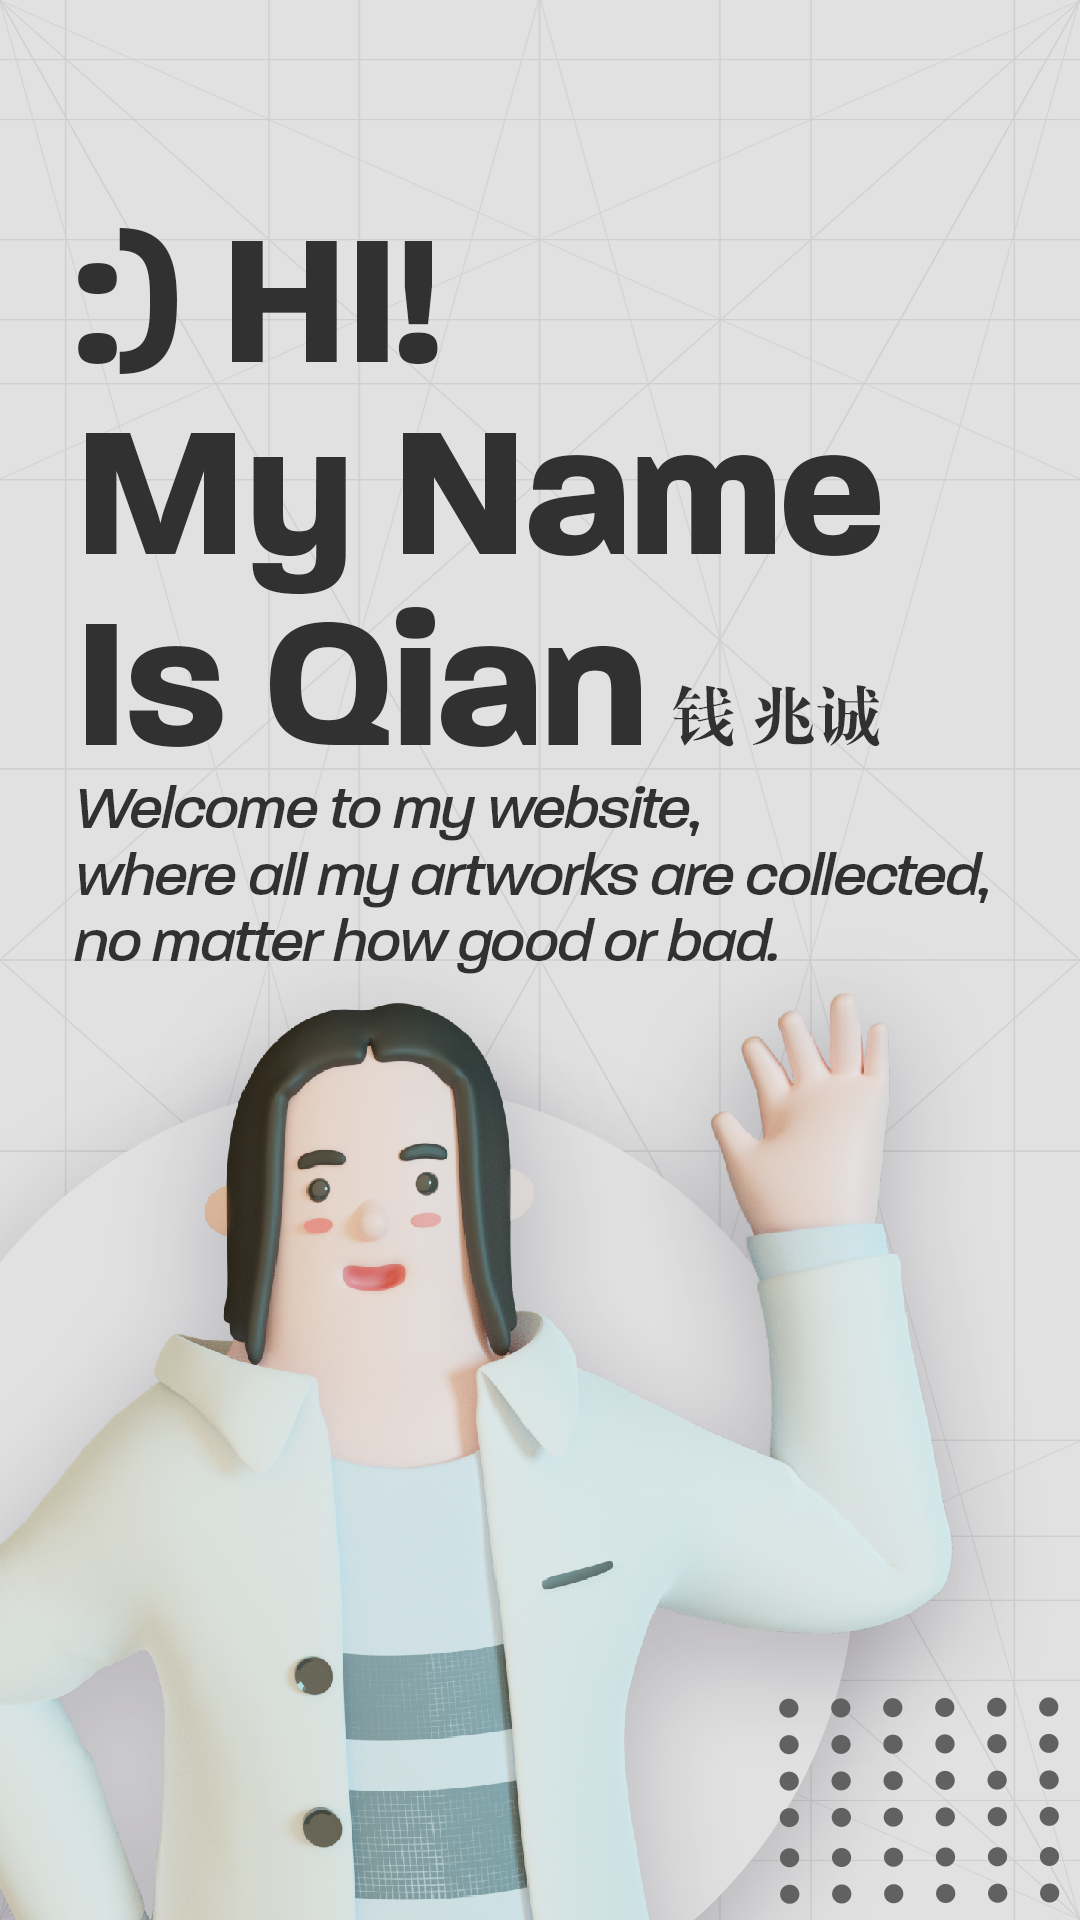 :) HI!
My Name
Is Qian 钱 兆诚
Welcome to my website,
where all my artworks are collected,
no matter how good or bad.